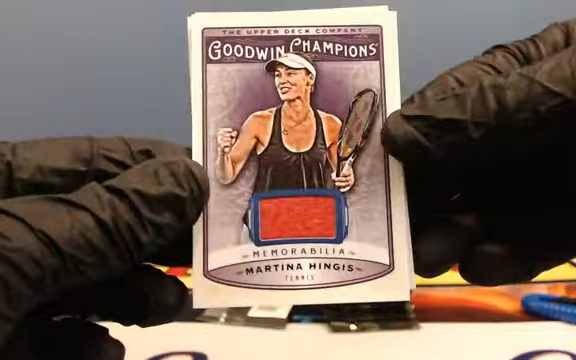 THE UPPER DECK COMPANY
GOODWIN CHAMPIONS
MEMORABILIA
MARTINA HINGIS
TENNIS